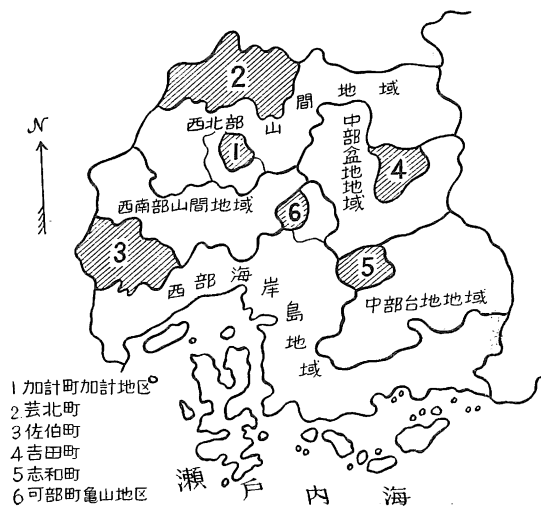 N
2
西北部山間地域
1
中部盆地地域
4
西南部山間地域
6
3
5
西部海岸島地域
中部台地地域
1 加計町加計地区
2.芸北町
3 佐伯町
4 吉田町
5 志和町
6 可部町亀山地区
瀬戸内海